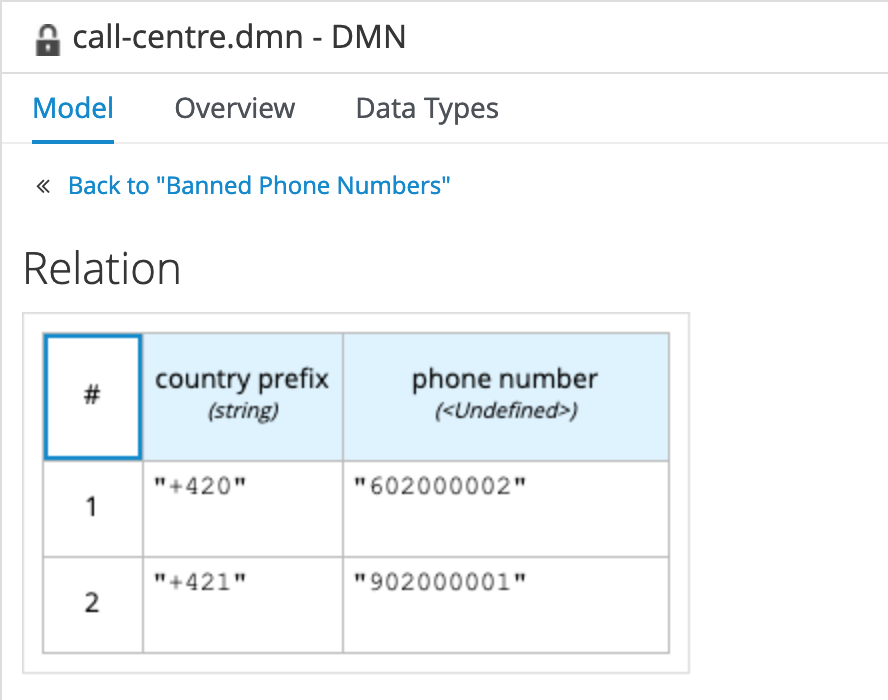 call-centre.dmn - DMN
Model Overview Data Types
« Back to "Banned Phone Numbers"
Relation
# country prefix phone number
(string) (<Undefined>)
1 "+420" "602000002"
2 "+421" "902000001"